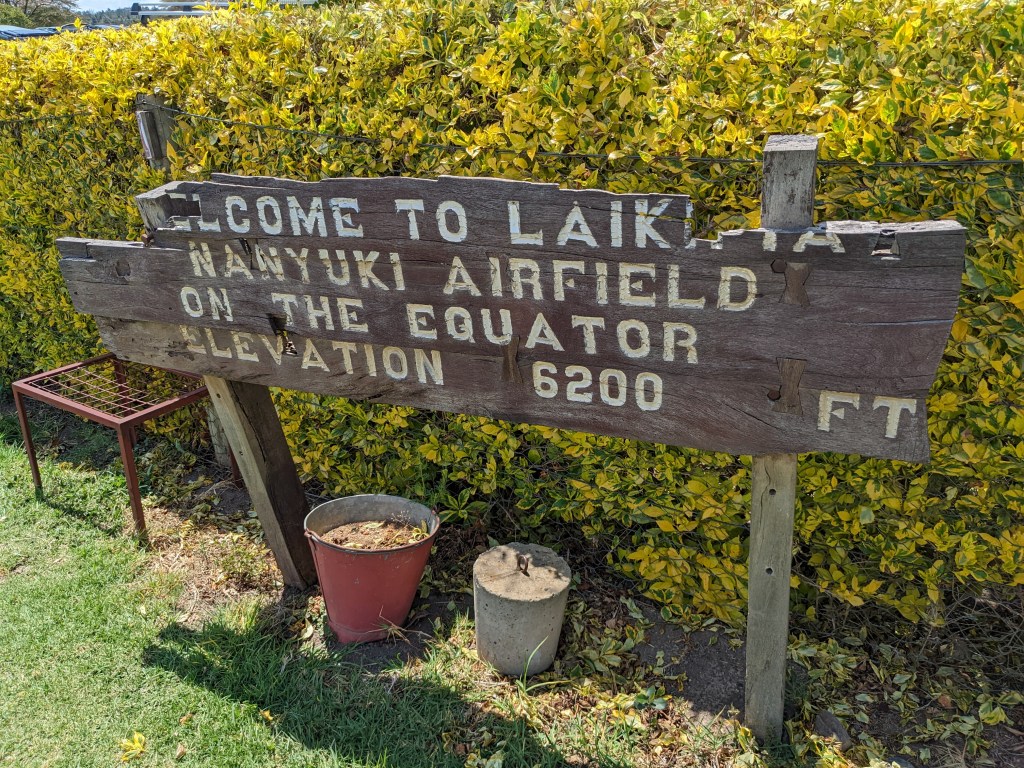 WELCOME TO LAIKIPIA
NANYUKI AIRFIELD
ON THE EQUATOR
ELEVATION 6200 FT